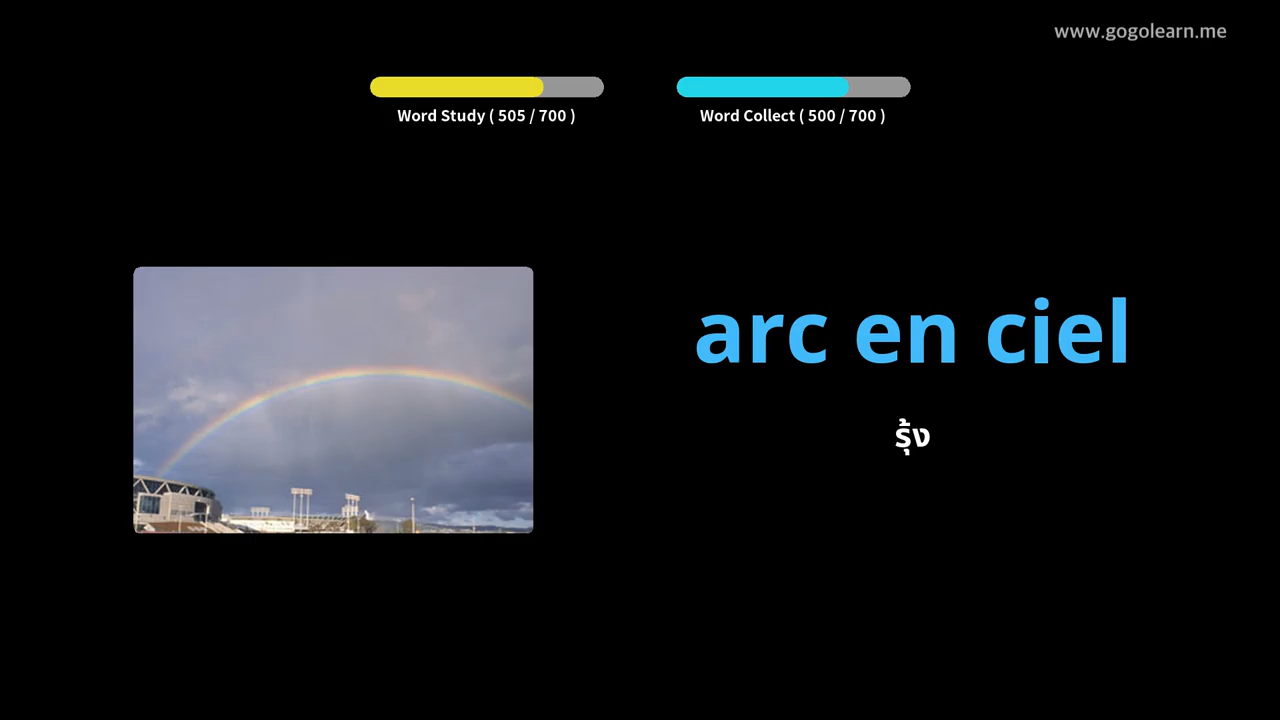 www.gogolearn.me
Word Study ( 505 / 700 )
Word Collect ( 500 / 700 )
arc en ciel
รุ้ง